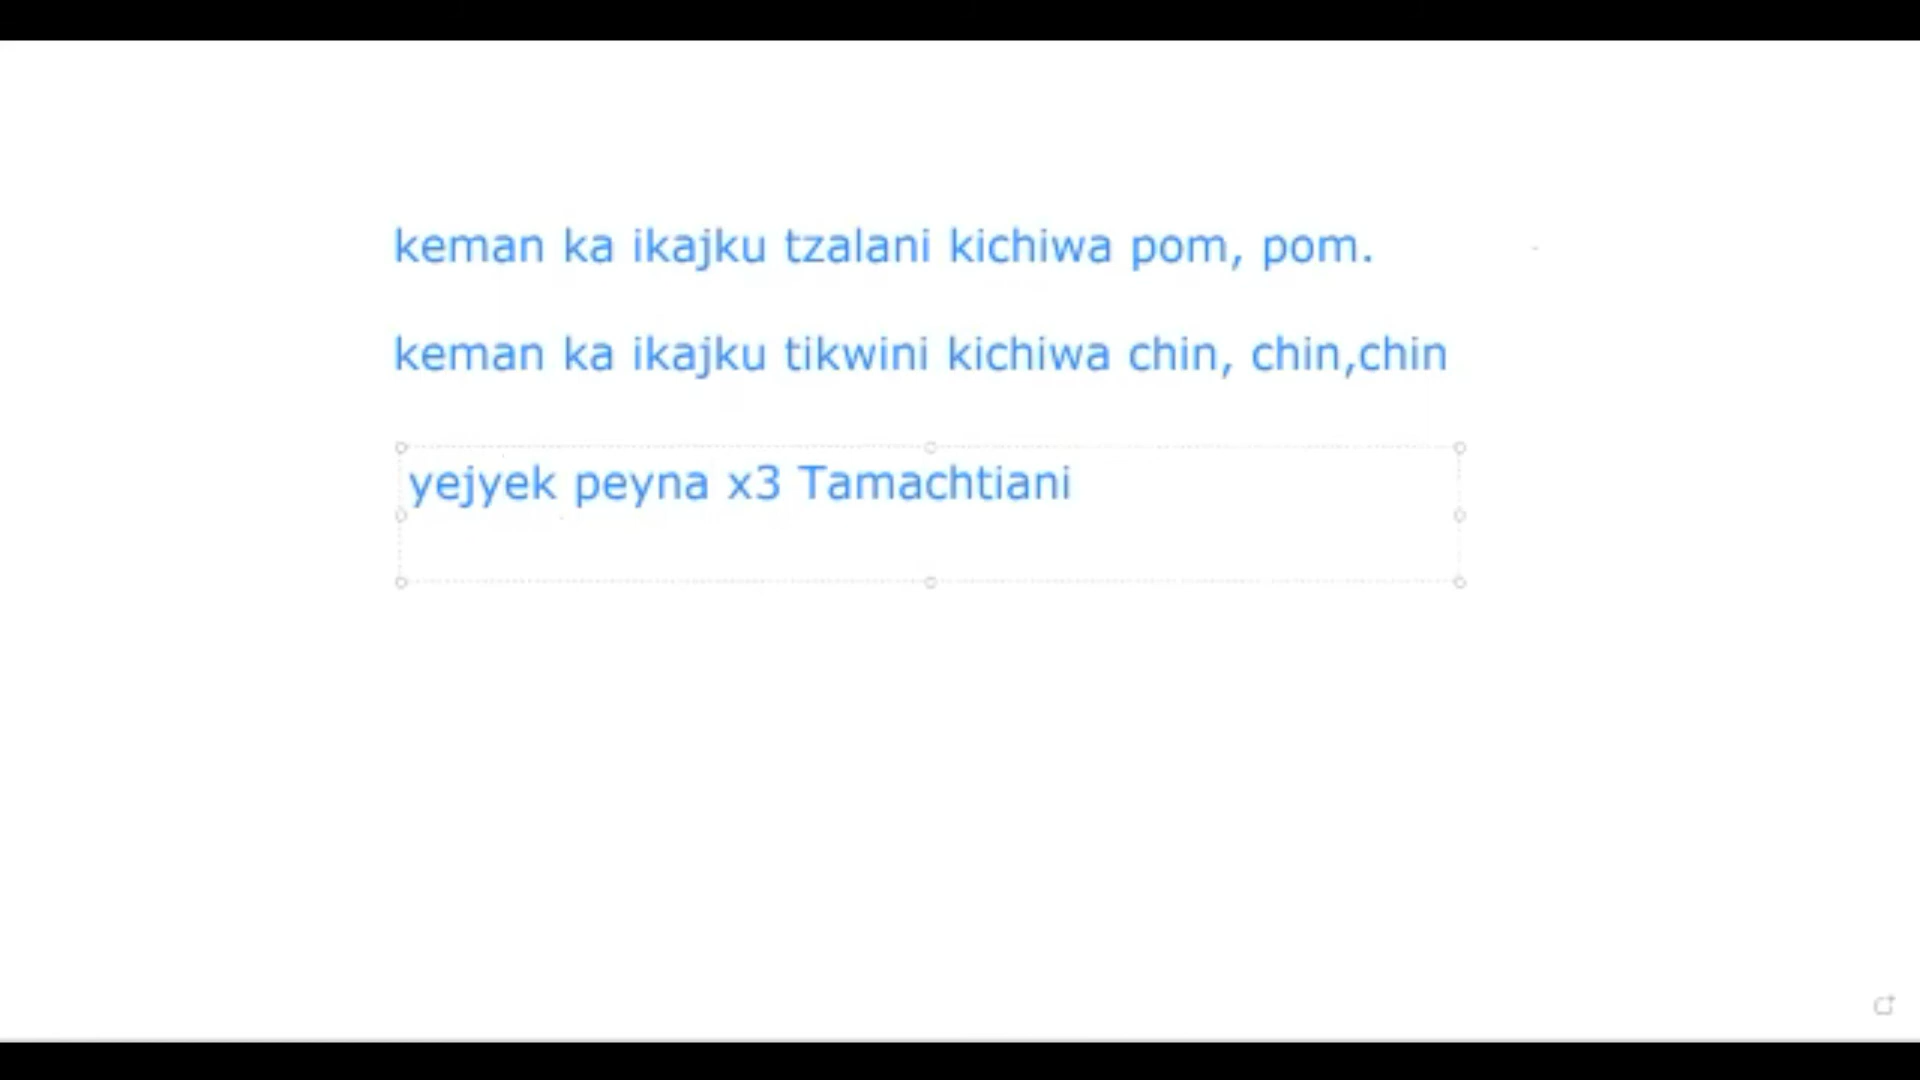 keman ka ikajku tzalani kichiwa pom, pom.
keman ka ikajku tikwini kichiwa chin, chin,chin
yejyek peyna x3 Tamachtiani